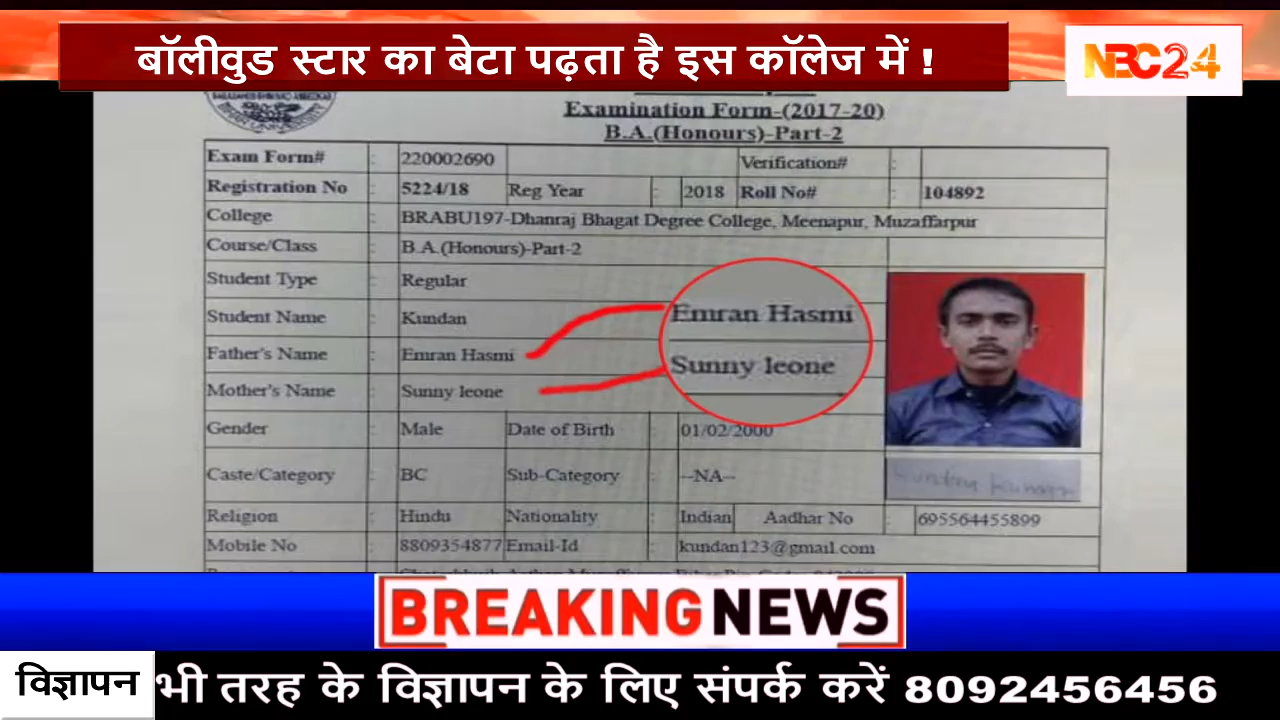 बॉलीवुड स्टार का बेटा पढ़ता है इस कॉलेज में !
NBC24
Examination Form-(2017-20)
B.A.(Honours)-Part-2
Exam Form# : 220002690 Verification# :
Registration No : 5224/18 Reg Year : 2018 Roll No# : 104892
College : BRABU197-Dhanraj Bhagat Degree College, Meenapur, Muzaffarpur
Course/Class : B.A.(Honours)-Part-2
Student Type : Regular
Student Name : Kundan
Father's Name : Emran Hasmi
Mother's Name : Sunny leone
Emran Hasmi
Sunny leone
Gender : Male Date of Birth : 01/02/2000
Caste/Category : BC Sub-Category : --NA--
Religion : Hindu Nationality : Indian Aadhar No : 695564455899
Mobile No : 8809354877 Email-Id : kundan123@gmail.com
BREAKING NEWS
विज्ञापन भी तरह के विज्ञापन के लिए संपर्क करें 8092456456